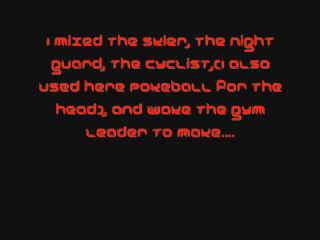 I mixed the skier, the night
guard, the cyclist,(I also
used here pokeball for the
head), and woke the gym
leader to make....